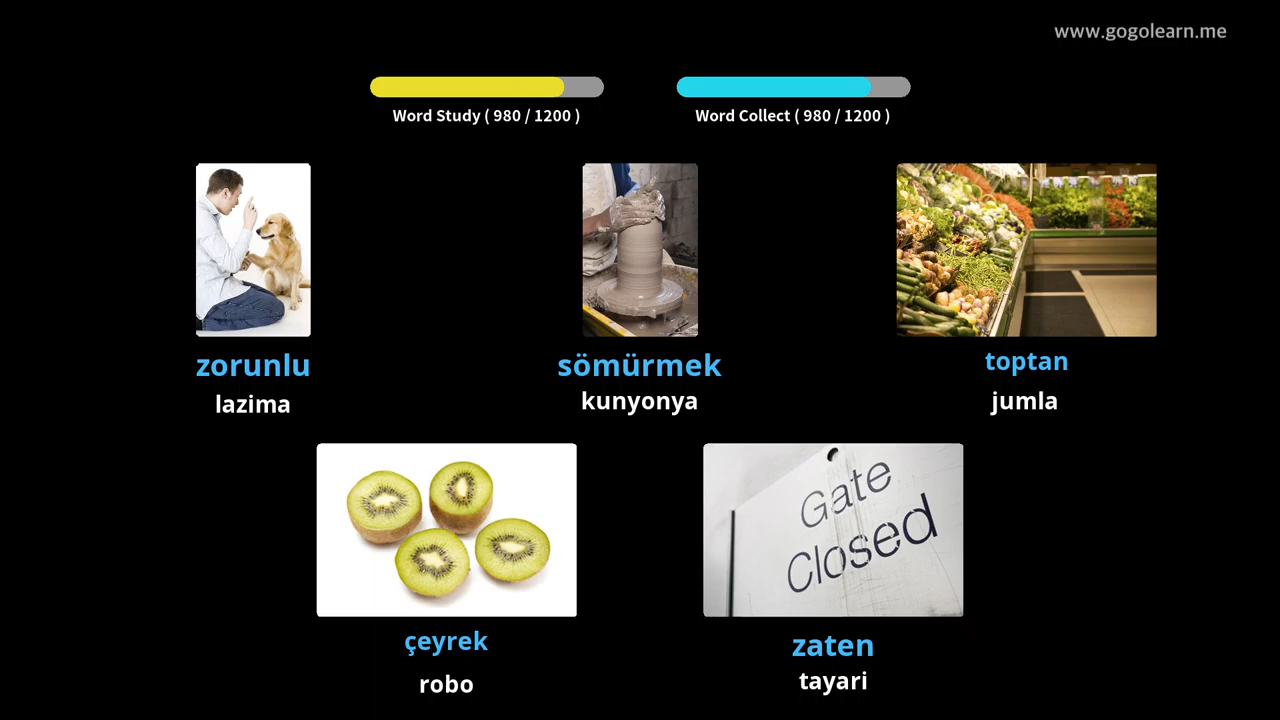 www.gogolearn.me
Word Study ( 980 / 1200 )
Word Collect ( 980 / 1200 )
zorunlu
lazima
sömürmek
kunyonya
toptan
jumla
Gate
Closed
çeyrek
robo
zaten
tayari